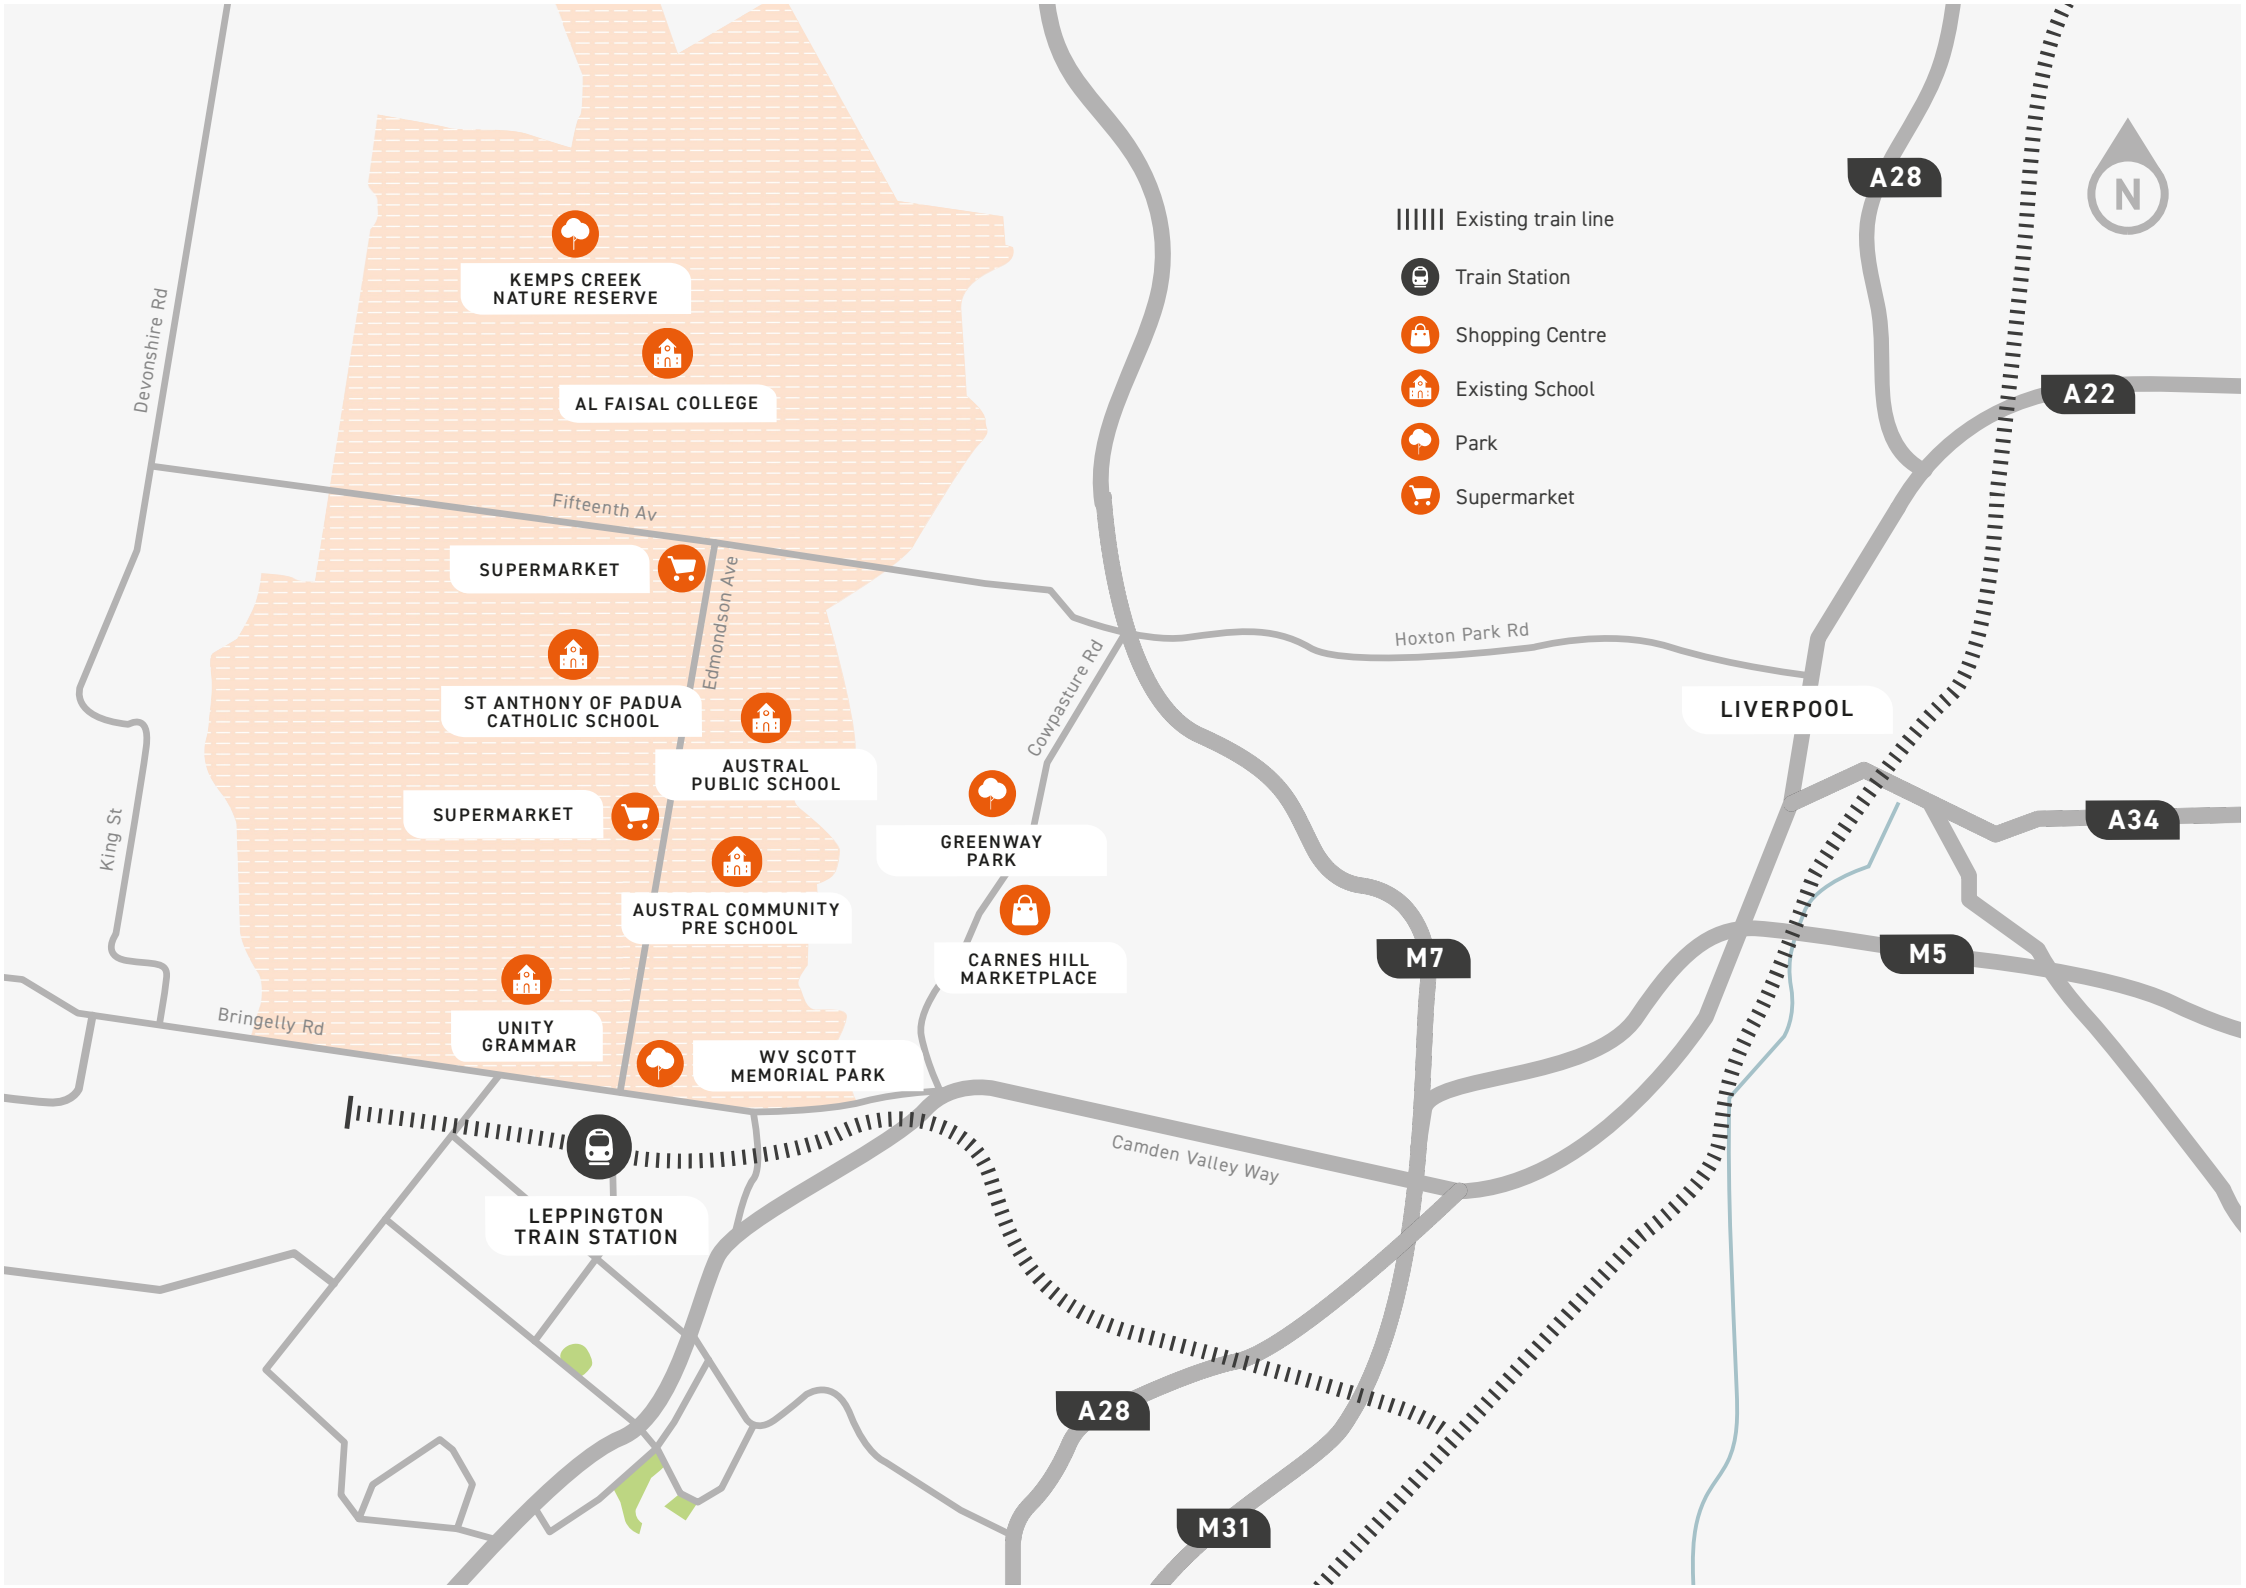 A28
N
Existing train line
Train Station
Shopping Centre
Existing School
Park
Supermarket
KEMPS CREEK
NATURE RESERVE
AL FAISAL COLLEGE
Devonshire Rd
A22
Fifteenth Av
SUPERMARKET
Edmondson Ave
Hoxton Park Rd
Cowpasture Rd
ST ANTHONY OF PADUA
CATHOLIC SCHOOL
LIVERPOOL
AUSTRAL
PUBLIC SCHOOL
SUPERMARKET
King St
GREENWAY
PARK
A34
AUSTRAL COMMUNITY
PRE SCHOOL
CARNES HILL
MARKETPLACE
M7
M5
Bringelly Rd
UNITY
GRAMMAR
WV SCOTT
MEMORIAL PARK
Camden Valley Way
LEPPINGTON
TRAIN STATION
A28
M31